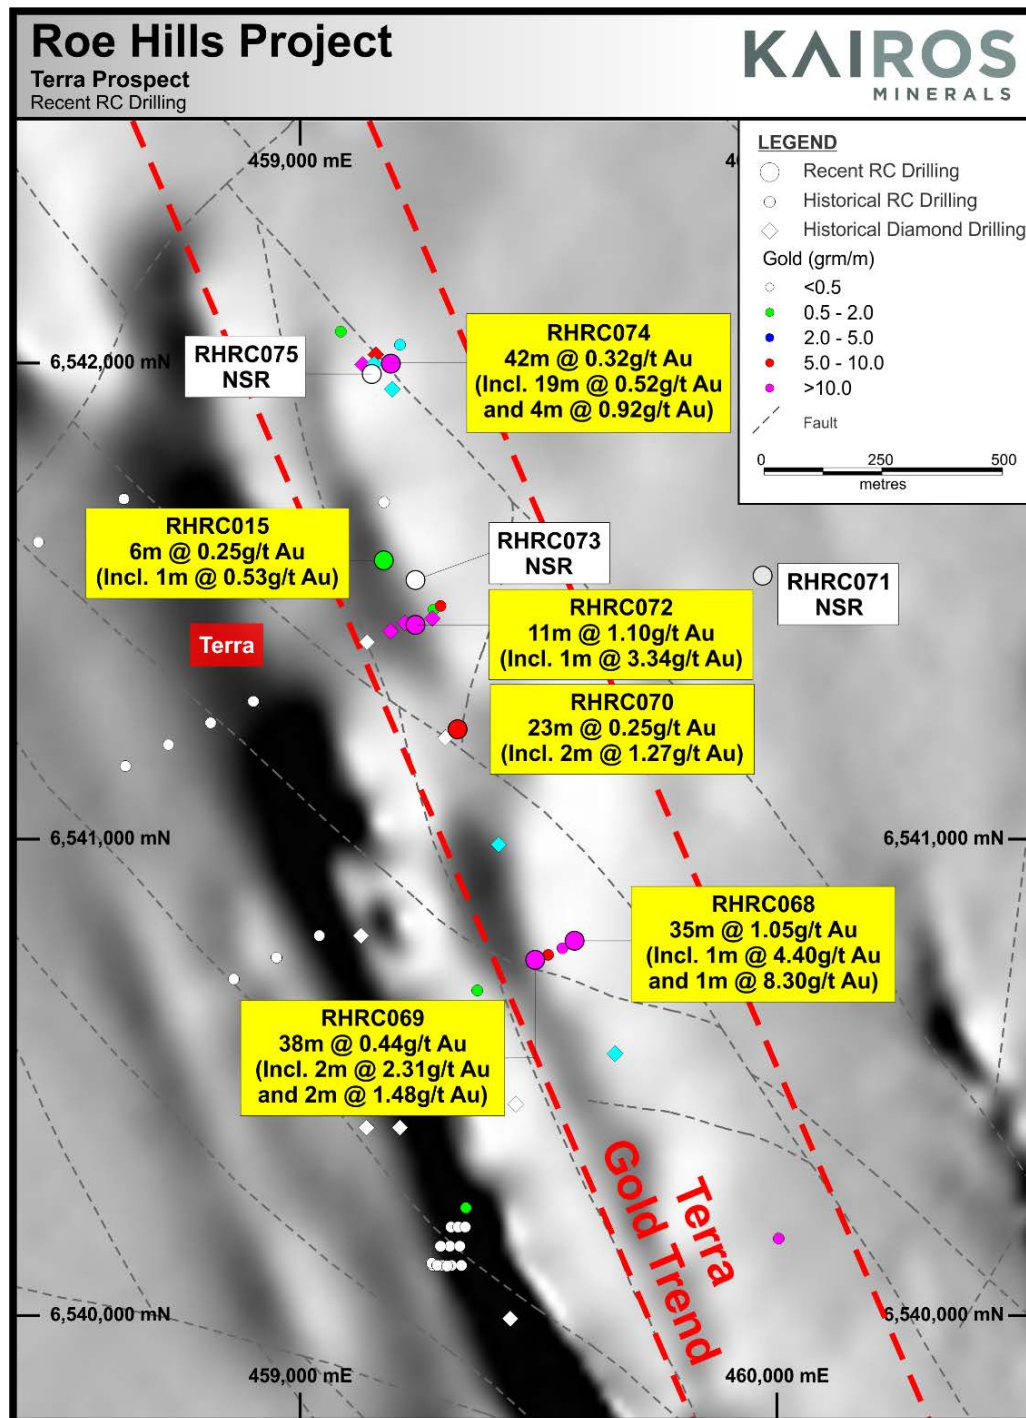 Roe Hills Project
Terra Prospect
Recent RC Drilling
KAIROS
MINERALS
459,000 mE
LEGEND
Recent RC Drilling
Historical RC Drilling
Historical Diamond Drilling
Gold (grm/m)
<0.5
0.5 - 2.0
2.0 - 5.0
5.0 - 10.0
>10.0
Fault
0 250 500
metres
6,542,000 mN
RHRC075
NSR
RHRC074
42m @ 0.32g/t Au
(Incl. 19m @ 0.52g/t Au
and 4m @ 0.92g/t Au)
RHRC015
6m @ 0.25g/t Au
(Incl. 1m @ 0.53g/t Au)
RHRC073
NSR
RHRC071
NSR
RHRC072
11m @ 1.10g/t Au
(Incl. 1m @ 3.34g/t Au)
Terra
RHRC070
23m @ 0.25g/t Au
(Incl. 2m @ 1.27g/t Au)
6,541,000 mN
6,541,000 mN
RHRC068
35m @ 1.05g/t Au
(Incl. 1m @ 4.40g/t Au
and 1m @ 8.30g/t Au)
RHRC069
38m @ 0.44g/t Au
(Incl. 2m @ 2.31g/t Au
and 2m @ 1.48g/t Au)
Terra
Gold Trend
6,540,000 mN
6,540,000 mN
459,000 mE
460,000 mE